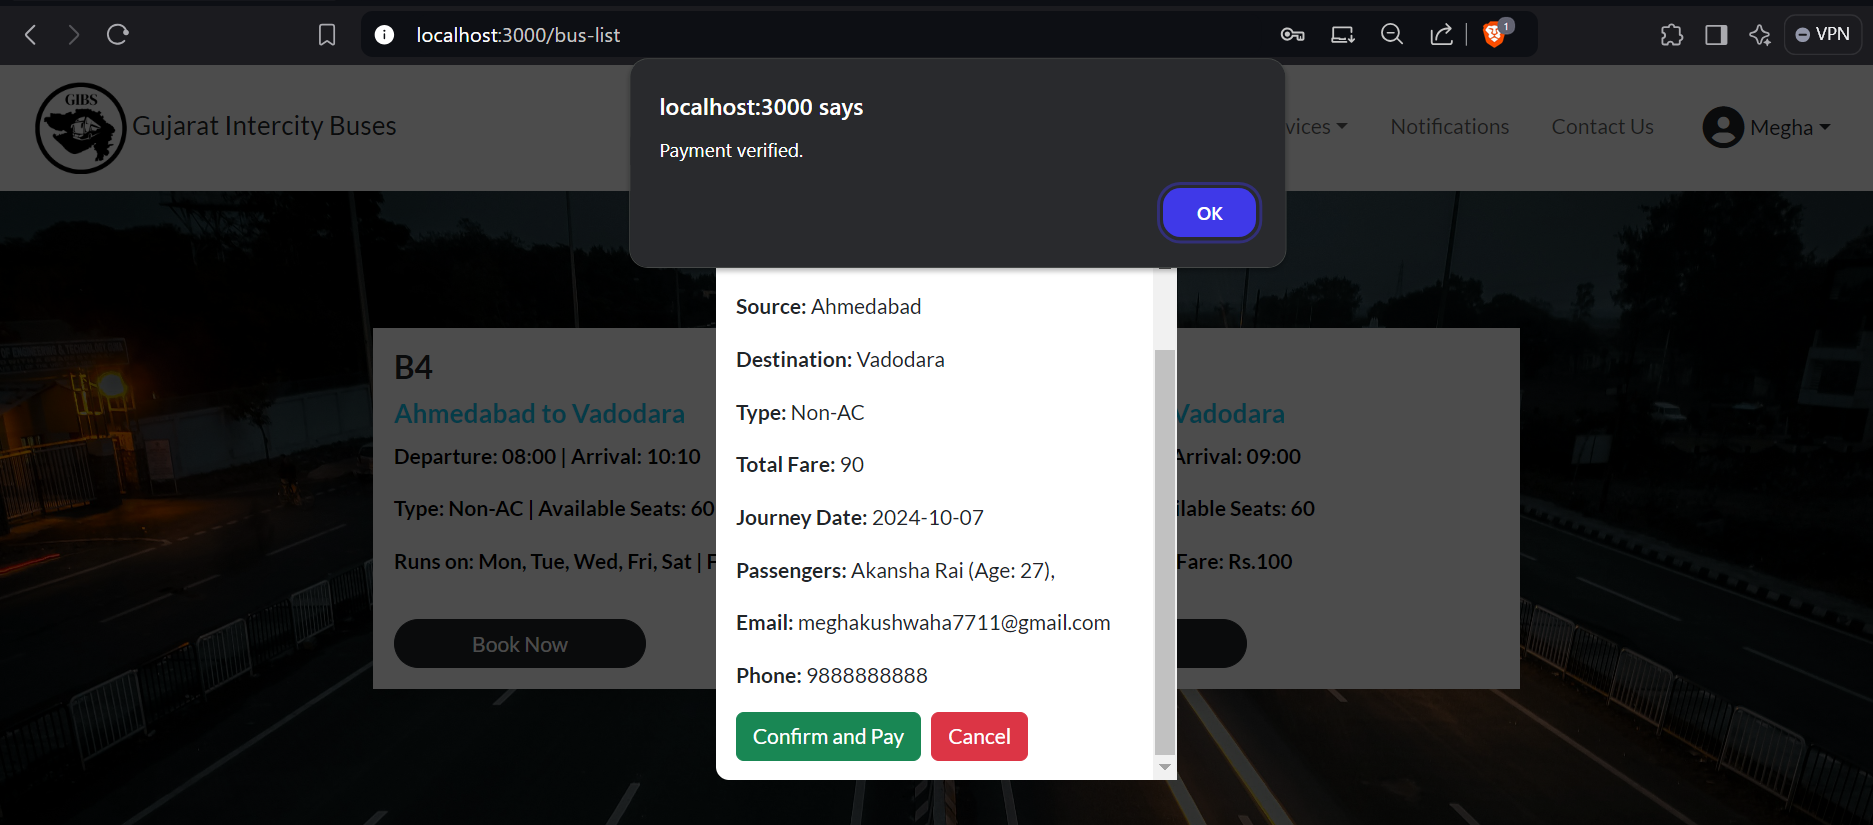 localhost:3000/bus-list
1
VPN
GIBS
Gujarat Intercity Buses
vices
Notifications
Contact Us
Megha
localhost:3000 says
Payment verified.
OK
B4
Ahmedabad to Vadodara
Departure: 08:00 | Arrival: 10:10
Type: Non-AC | Available Seats: 60
Runs on: Mon, Tue, Wed, Fri, Sat | F
Book Now
Source: Ahmedabad
Destination: Vadodara
Type: Non-AC
Total Fare: 90
Journey Date: 2024-10-07
Passengers: Akansha Rai (Age: 27),
Email: meghakushwaha7711@gmail.com
Phone: 9888888888
Confirm and Pay
Cancel
Vadodara
Arrival: 09:00
ilable Seats: 60
Fare: Rs.100